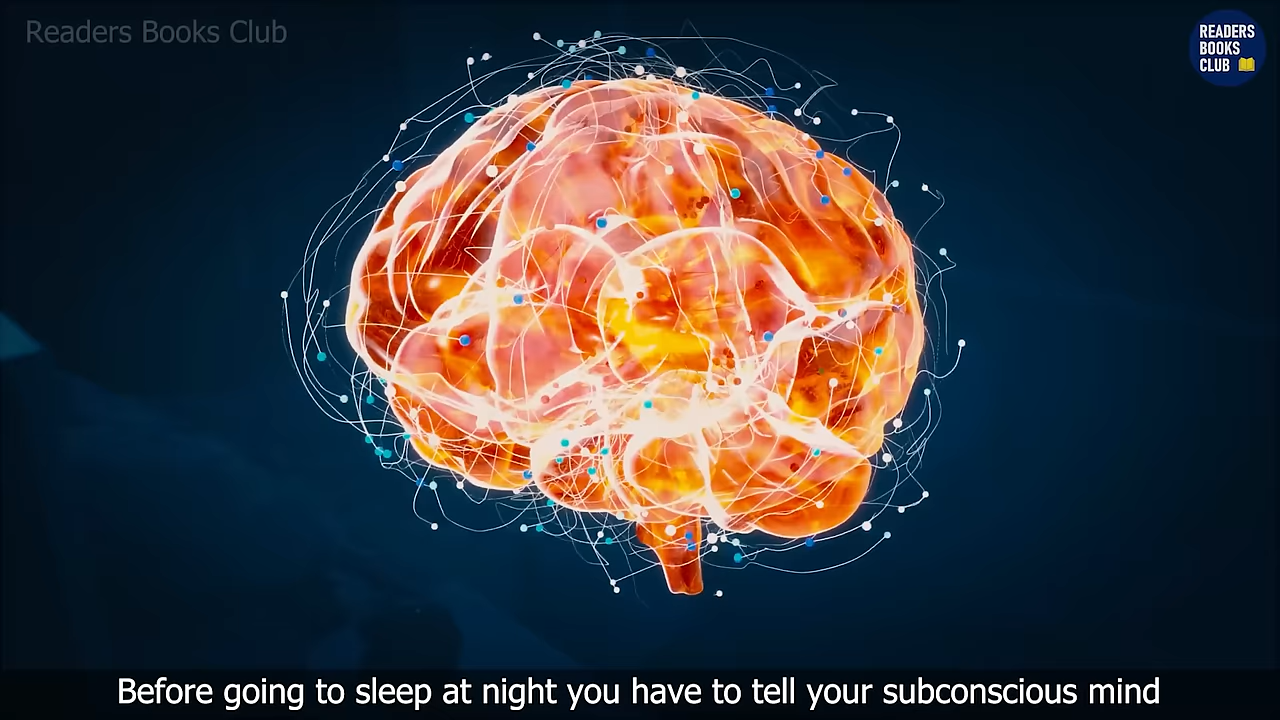 Readers Books Club
READERS
BOOKS
CLUB
Before going to sleep at night you have to tell your subconscious mind